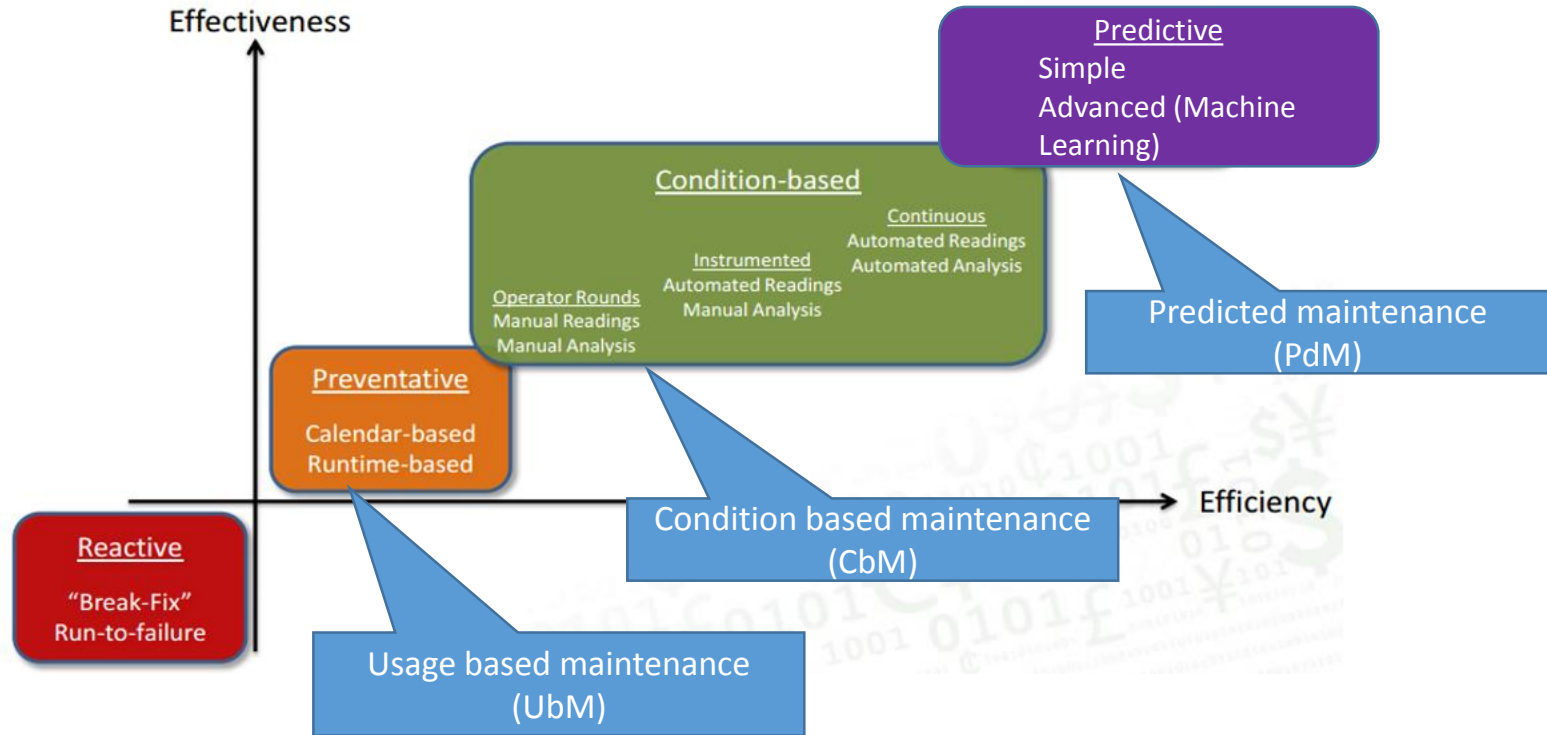 Effectiveness
Predictive
Simple
Advanced (Machine
Learning)
Condition-based
Continuous
Automated Readings
Automated Analysis
Instrumented
Automated Readings
Manual Analysis
Operator Rounds
Manual Readings
Manual Analysis
Predicted maintenance
(PdM)
Preventative
Calendar-based
Runtime-based
Efficiency
Condition based maintenance
(CbM)
Reactive
“Break-Fix”
Run-to-failure
Usage based maintenance
(UbM)